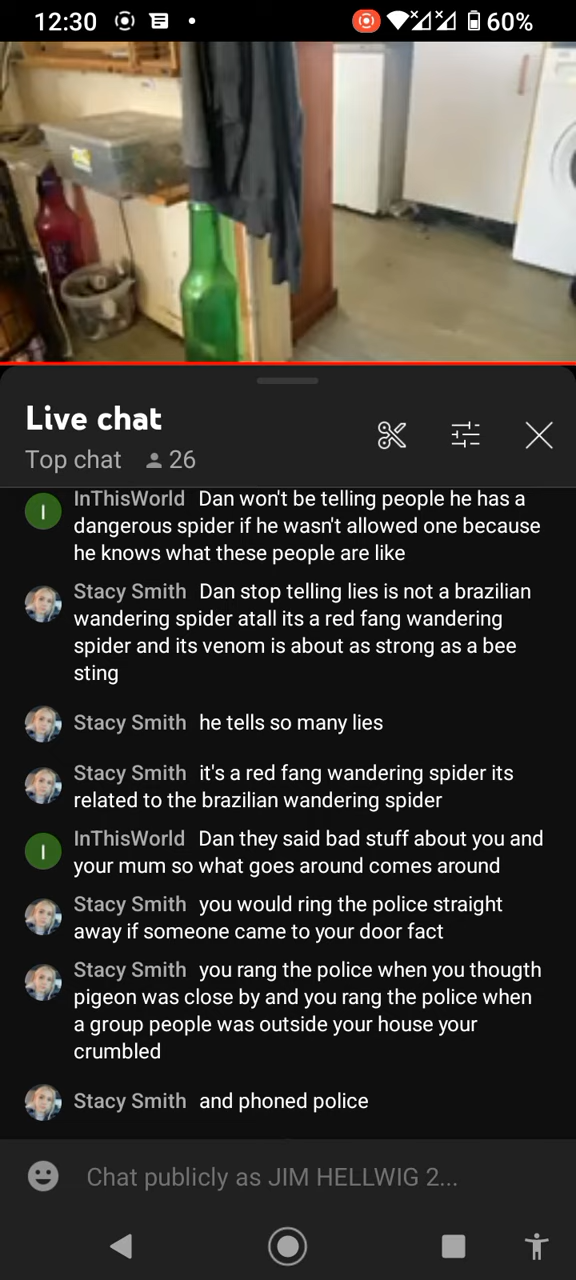 12:30
60%
Live chat
Top chat 26
InThisWorld Dan won't be telling people he has a
dangerous spider if he wasn't allowed one because
he knows what these people are like
Stacy Smith Dan stop telling lies is not a brazilian
wandering spider atall its a red fang wandering
spider and its venom is about as strong as a bee
sting
Stacy Smith he tells so many lies
Stacy Smith it's a red fang wandering spider its
related to the brazilian wandering spider
I
InThisWorld Dan they said bad stuff about you and
your mum so what goes around comes around
I
Stacy Smith you would ring the police straight
away if someone came to your door fact
Stacy Smith you rang the police when you thougth
pigeon was close by and you rang the police when
a group people was outside your house your
crumbled
Stacy Smith and phoned police
Chat publicly as JIM HELLWIG 2...